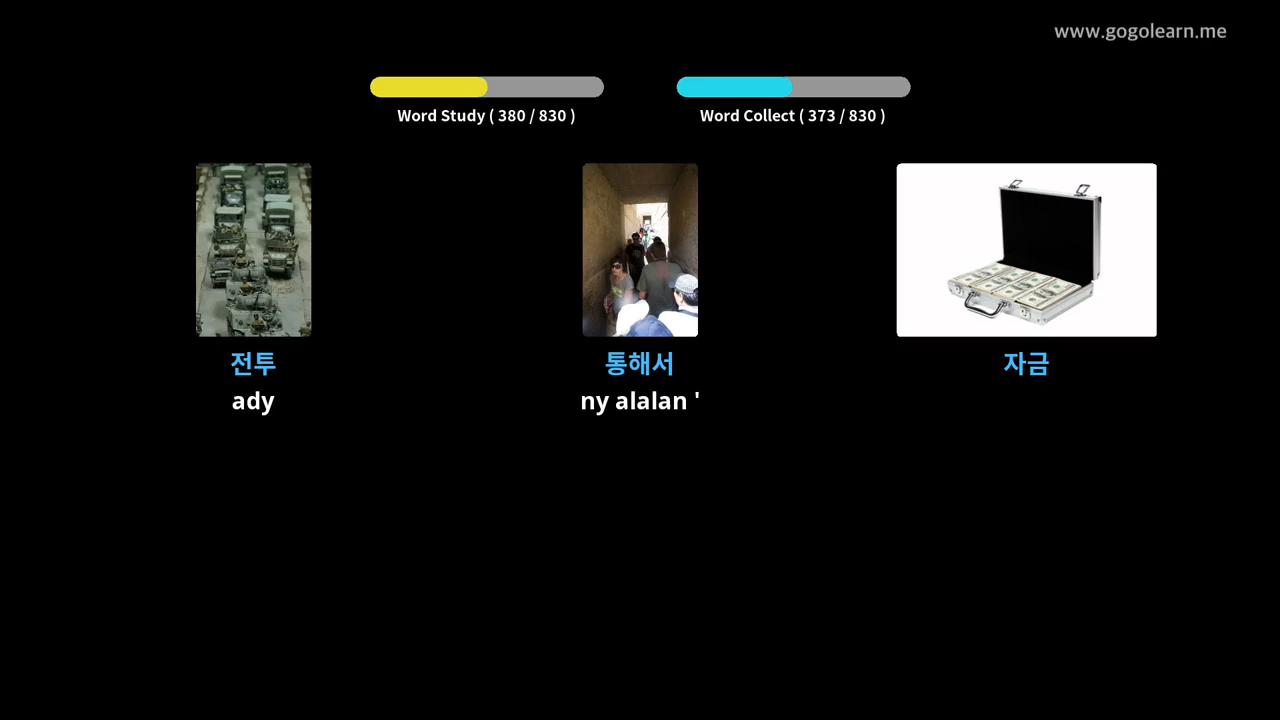 www.gogolearn.me
Word Study ( 380 / 830 )
Word Collect ( 373 / 830 )
전투
통해서
자금
ady
ny alalan '